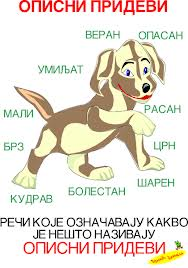 ОПИСНИ ПРИДЕВИ
ВЕРАН
ОПАСАН
УМИЉАТ
МАЛИ
РАСАН
БРЗ
ЦРН
БОЛЕСТАН
ШАРЕН
КУДРАВ
РЕЧИ КОЈЕ ОЗНАЧАВАЈУ КАКВО
ЈЕ НЕШТО НАЗИВАЈУ
ОПИСНИ ПРИДЕВИ